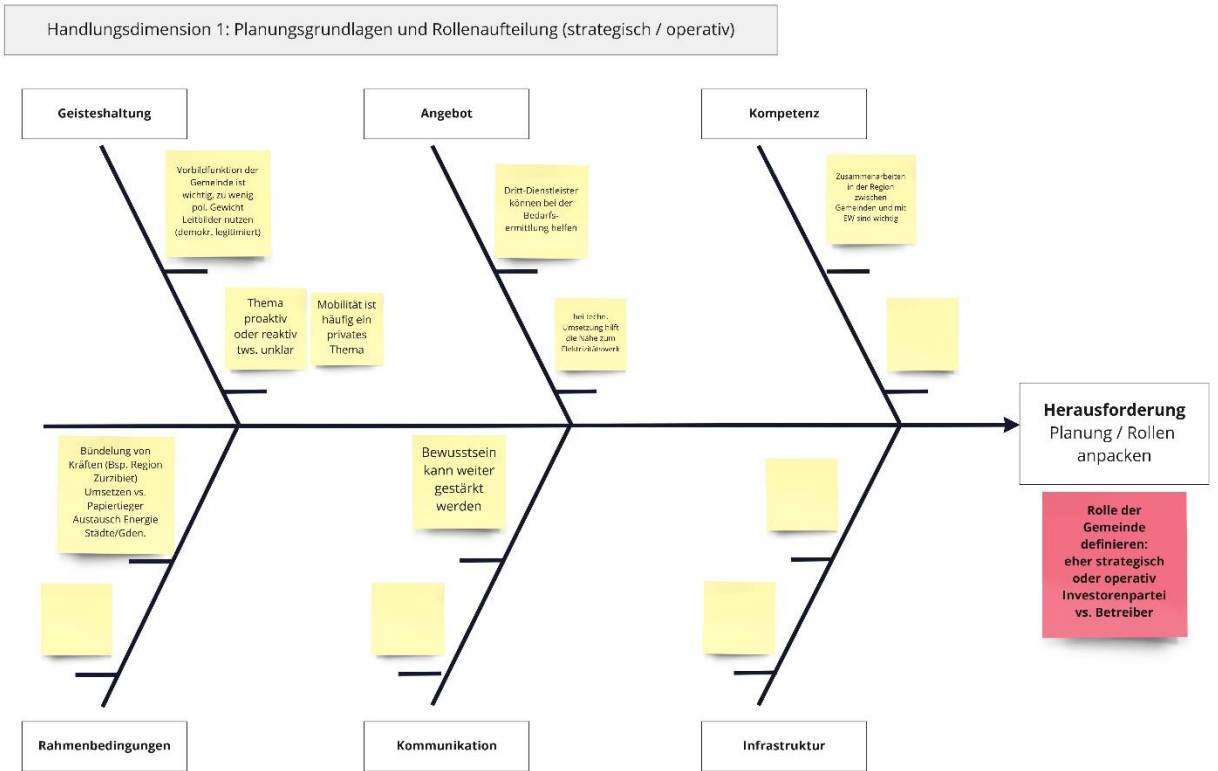 Handlungsdimension 1: Planungsgrundlagen und Rollenaufteilung (strategisch / operativ)
Geisteshaltung
Angebot
Kompetenz
Vorbildfunktion der
Gemeinde ist
wichtig, zu wenig
pol. Gewicht
Leitbilder nutzen
(demokr. legitimiert)
Dritt-Dienstleister
können bei der
Bedarfs-
ermittlung helfen
Zusammenarbeiten
in der Region
zwischen
Gemeinden und mit
EW sind wichtig
Thema
proaktiv
oder reaktiv
tws. unklar
Mobilität ist
häufig ein
privates
Thema
bei techn.
Umsetzung hilft
die Nähe zum
Elektrizitätswerk
Herausforderung
Planung / Rollen
anpacken
Bündelung von
Kräften (Bsp. Region
Zurzibiet)
Umsetzen vs.
Papiertieger
Austausch Energie
Städte/Gden.
Bewusstsein
kann weiter
gestärkt
werden
Rolle der
Gemeinde
definieren:
eher strategisch
oder operativ
Investorenpartei
vs. Betreiber
Rahmenbedingungen
Kommunikation
Infrastruktur